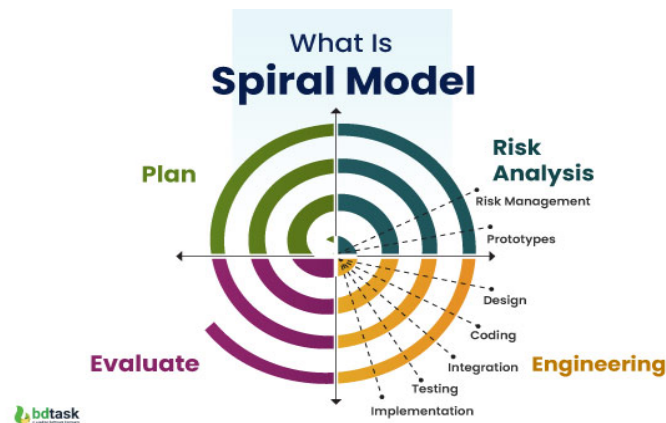 What Is
Spiral Model
Plan
Risk
Analysis
Risk Management
Prototypes
Design
Coding
Integration
Testing
Implementation
Engineering
Evaluate
bdtask